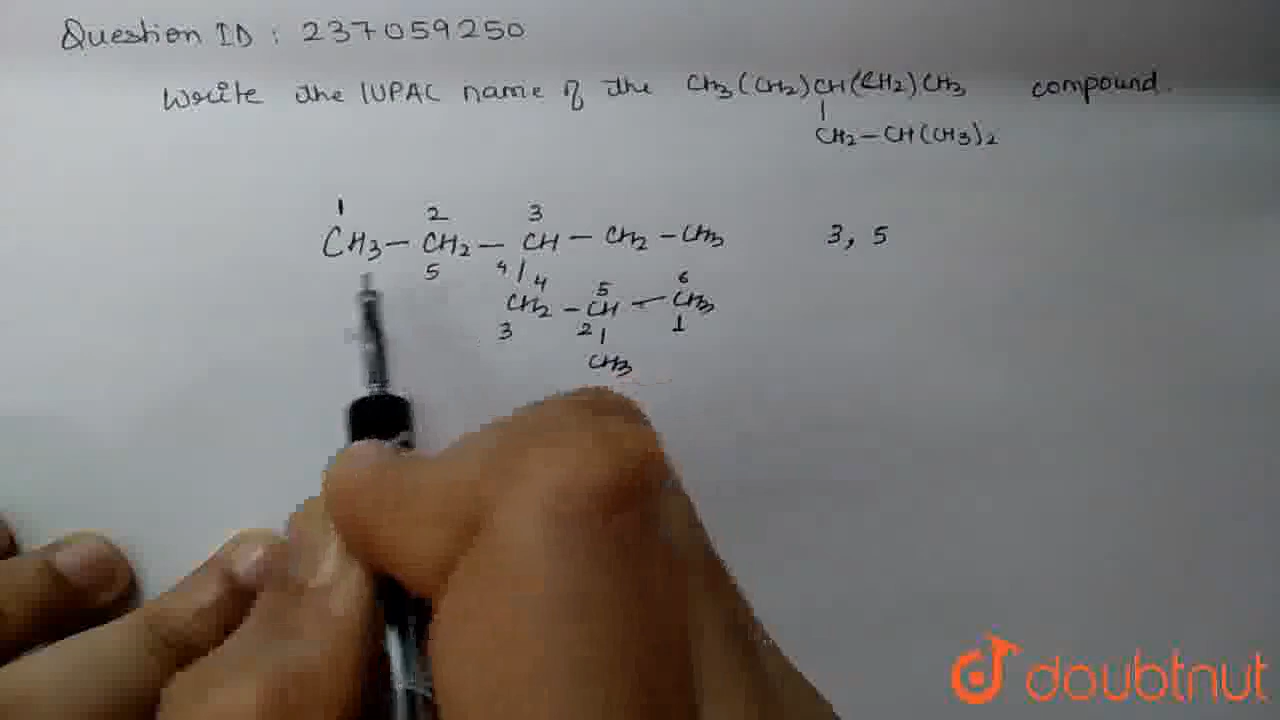 Question ID : 237059250
Write the IUPAC name of the CH3(CH2)CH(CH2)CH3 compound.
|
CH2-CH(CH3)2
1 2 3
CH3-CH2-CH-CH2-CH3 3, 5
5 4 / 4 5 6
CH2-CH-CH3
3 2 | 1
CH3
doubtnut